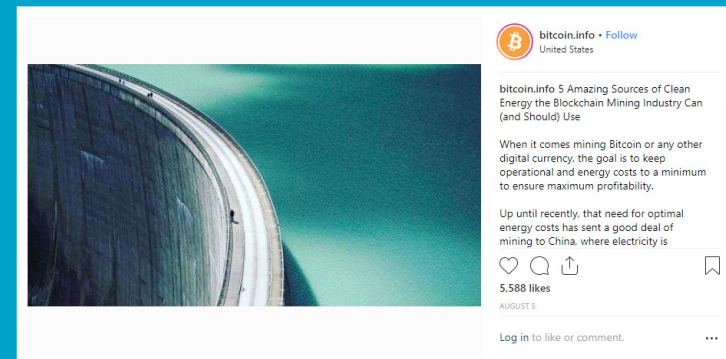 bitcoin.info • Follow
United States
bitcoin.info 5 Amazing Sources of Clean
Energy the Blockchain Mining Industry Can
(and Should) Use
When it comes mining Bitcoin or any other
digital currency, the goal is to keep
operational and energy costs to a minimum
to ensure maximum profitability.
Up until recently, that need for optimal
energy costs has sent a good deal of
mining to China, where electricity is
5,588 likes
AUGUST 5
Log in to like or comment.